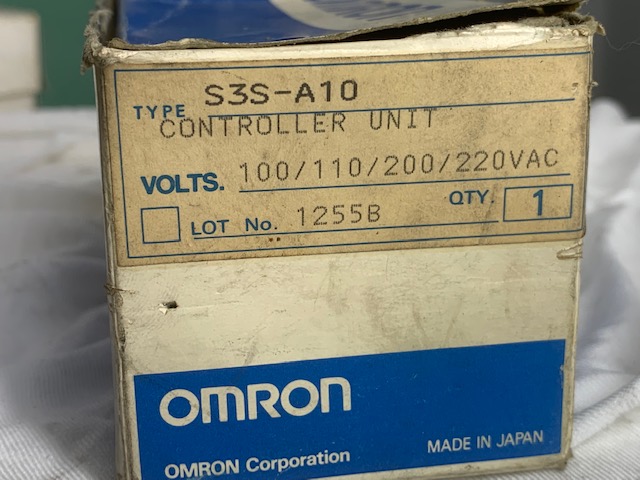 TYPE S3S-A10
CONTROLLER UNIT
VOLTS. 100/110/200/220VAC
LOT No. 1255B QTY. 1
OMRON
OMRON Corporation MADE IN JAPAN